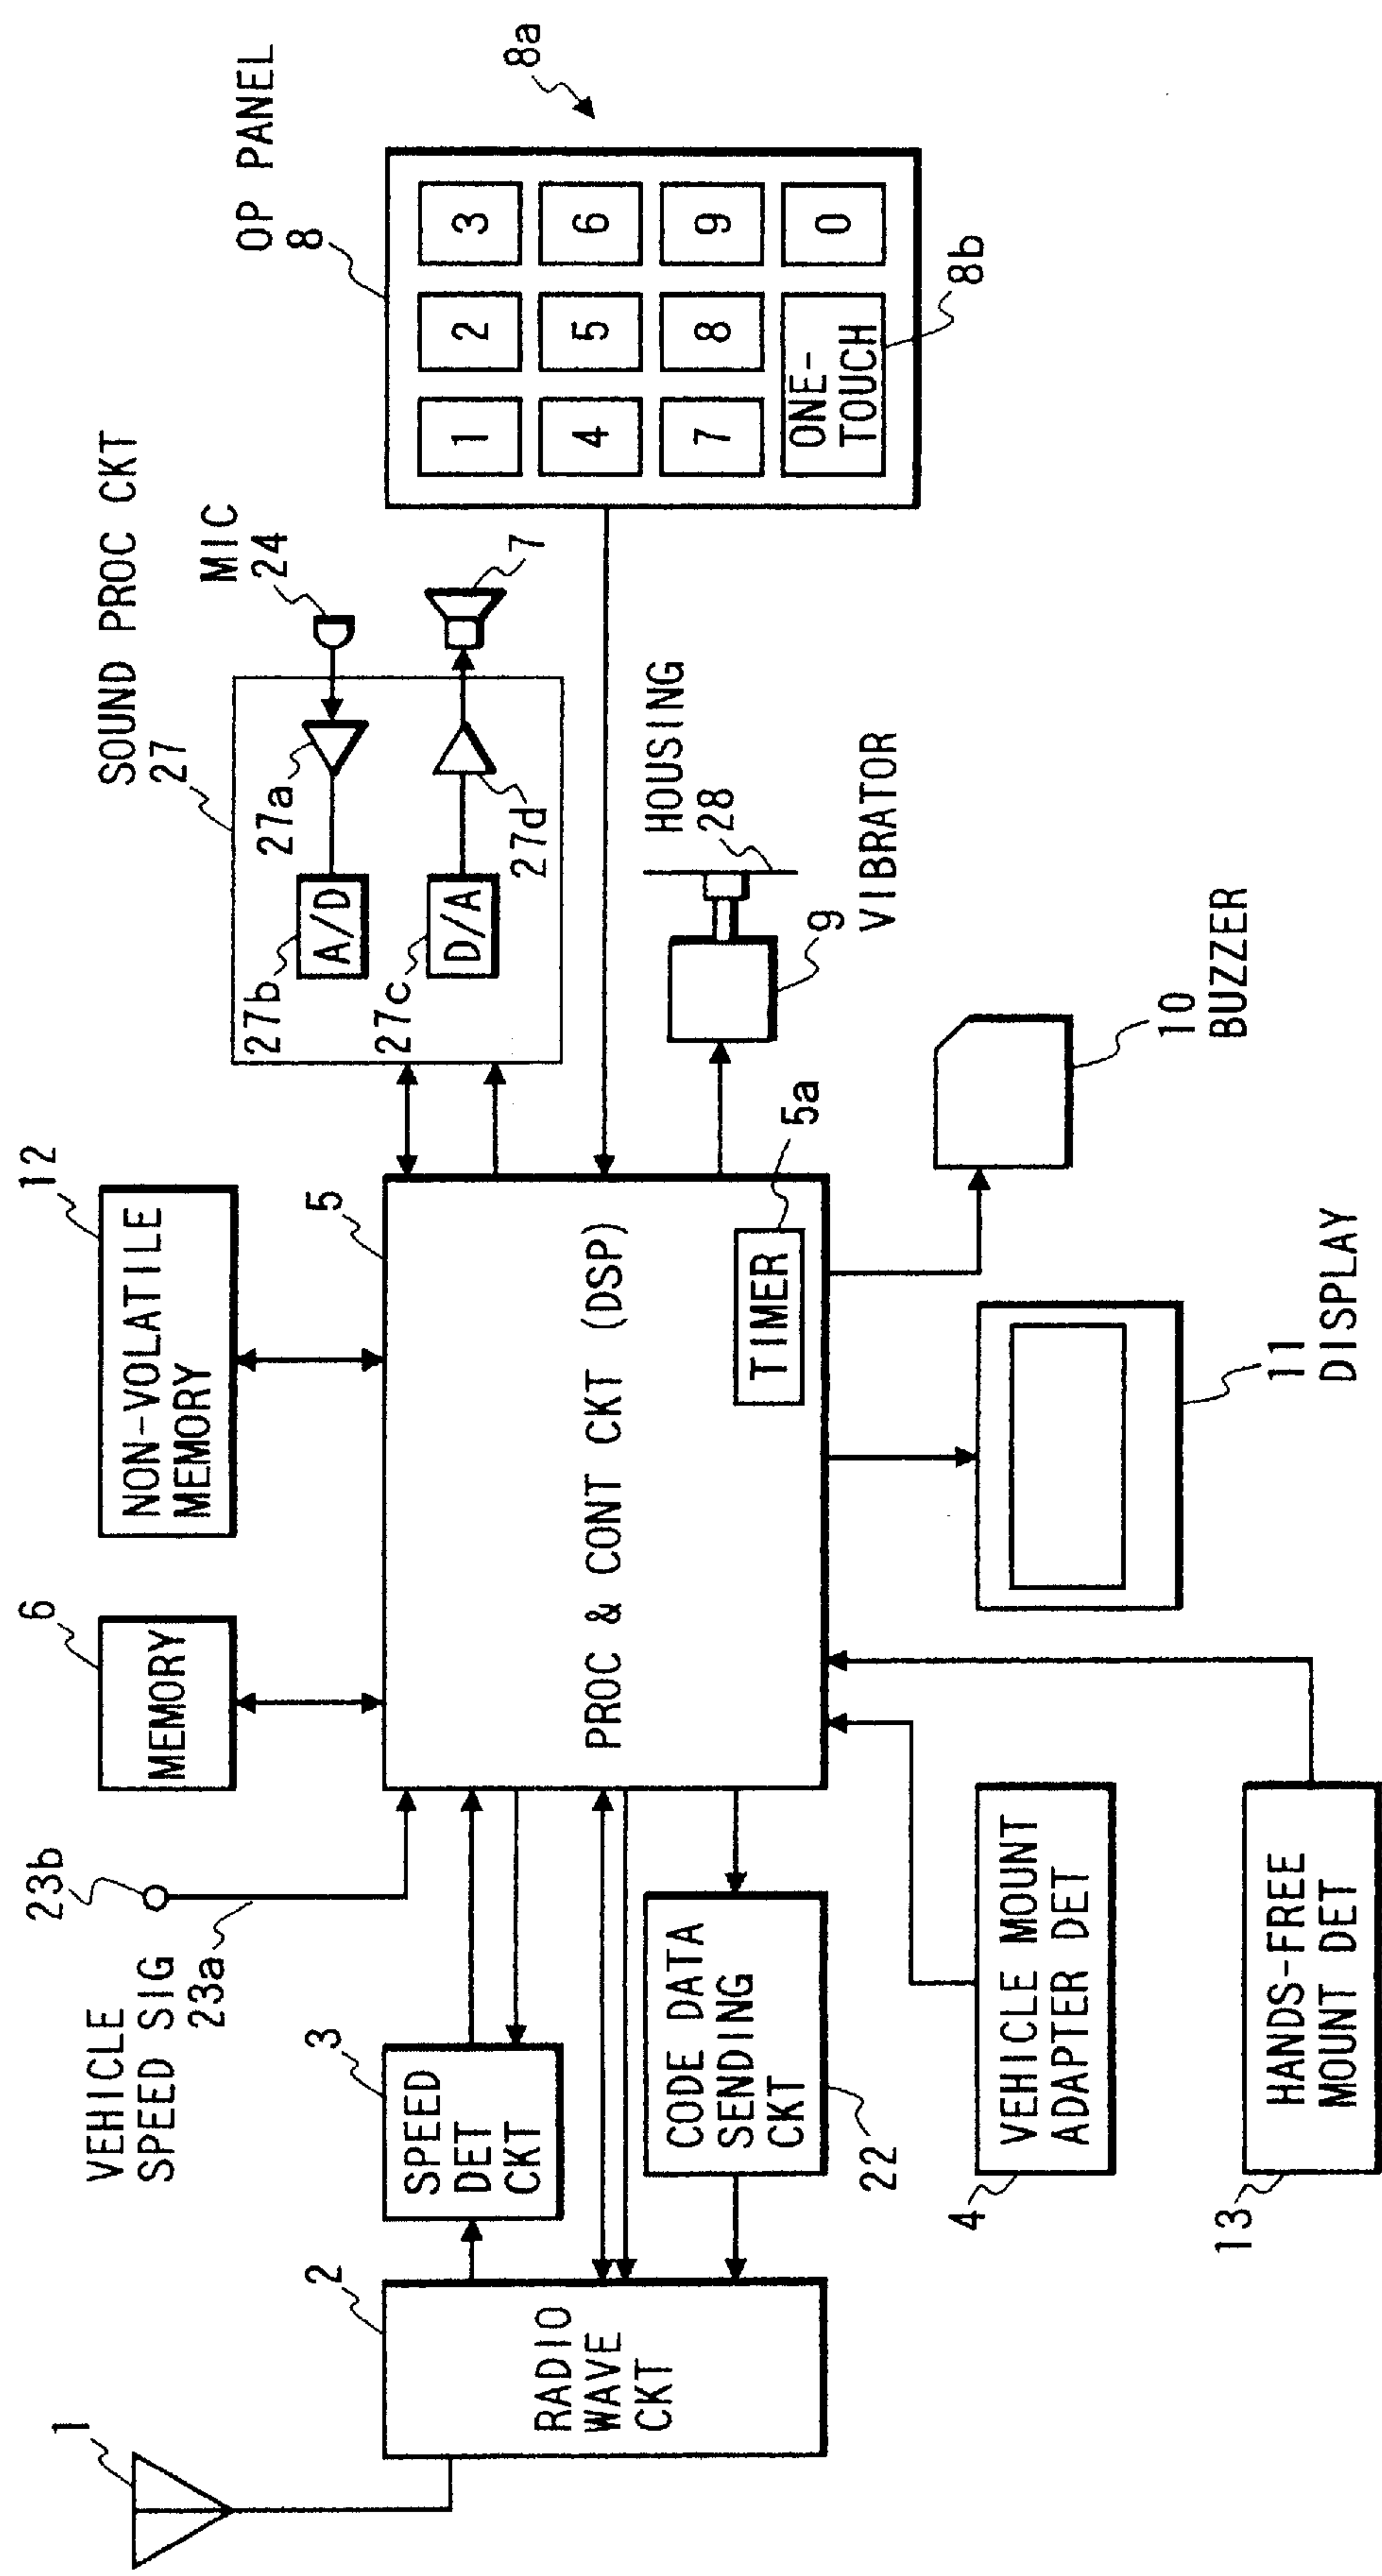 1
2
RADIO
WAVE
CKT
VEHICLE
SPEED SIG
23a
23b
3
SPEED
DET
CKT
CODE DATA
SENDING
CKT
22
4
VEHICLE MOUNT
ADAPTER DET
13
HANDS-FREE
MOUNT DET
6
MEMORY
12
NON-VOLATILE
MEMORY
5
PROC & CONT CKT (DSP)
TIMER
5a
11
DISPLAY
10
BUZZER
SOUND PROC CKT
27
27b
A/D
27a
27c
D/A
27d
MIC
24
7
HOUSING
28
9
VIBRATOR
OP PANEL
8
8a
1 2 3
4 5 6
7 8 9
ONE-
TOUCH
0
8b